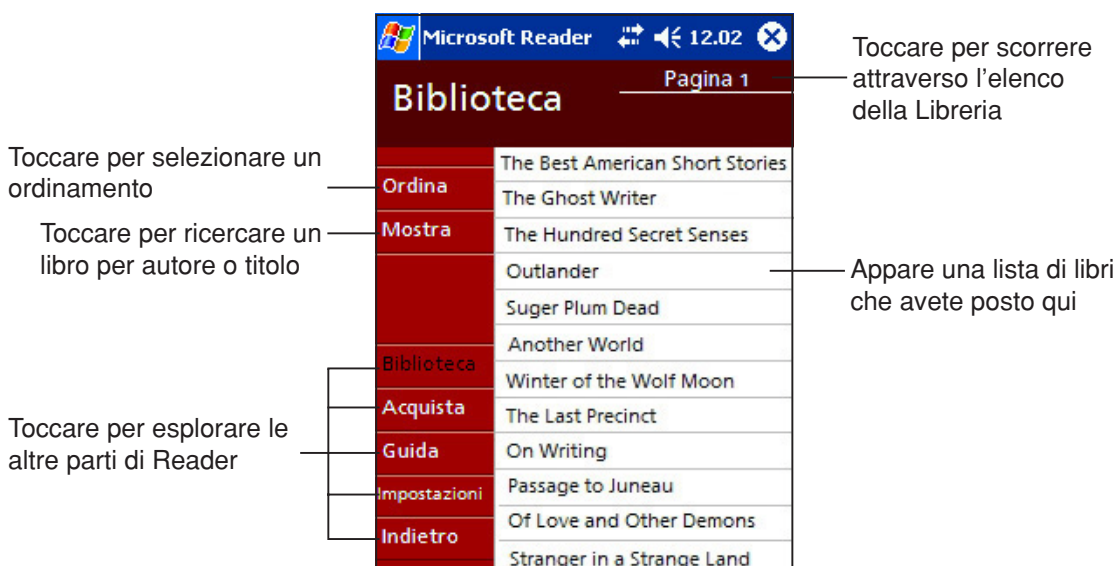 Microsoft Reader 12.02
Biblioteca
Pagina 1
Toccare per scorrere
attraverso l'elenco
della Libreria
Toccare per selezionare un
ordinamento
Toccare per ricercare un
libro per autore o titolo
Toccare per esplorare le
altre parti di Reader
Ordina
Mostra
Biblioteca
Acquista
Guida
Impostazioni
Indietro
The Best American Short Stories
The Ghost Writer
The Hundred Secret Senses
Outlander
Suger Plum Dead
Another World
Winter of the Wolf Moon
The Last Precinct
On Writing
Passage to Juneau
Of Love and Other Demons
Stranger in a Strange Land
Appare una lista di libri
che avete posto qui